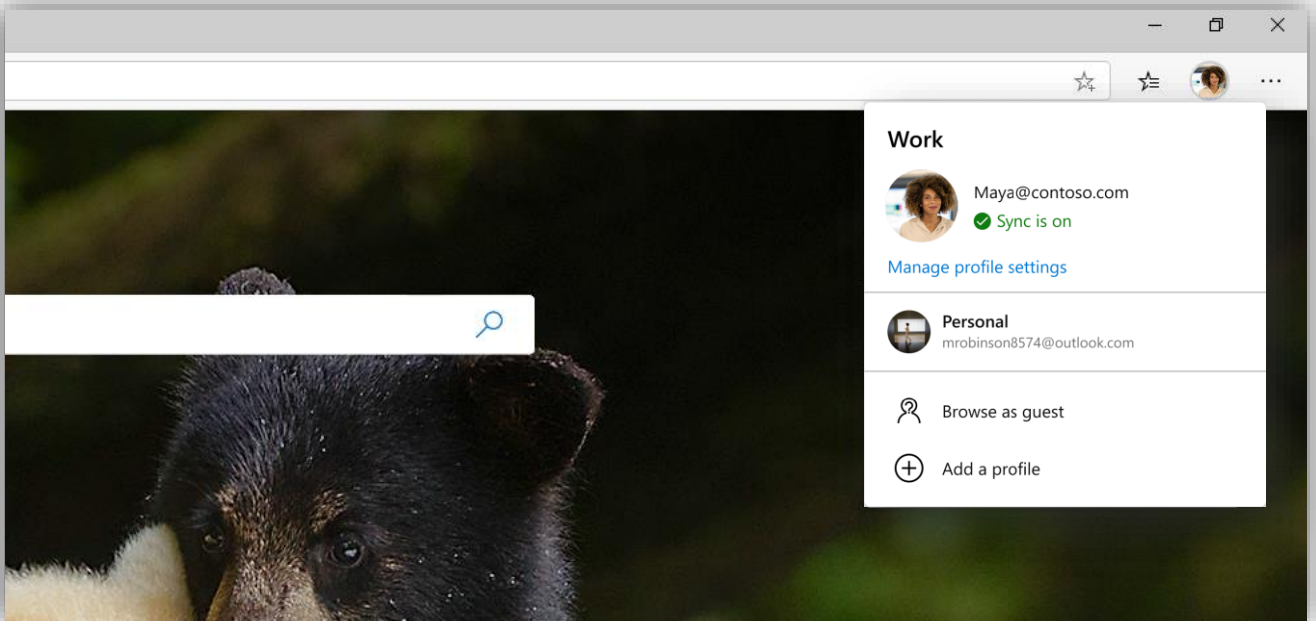 Work
Maya@contoso.com
Sync is on
Manage profile settings
Personal
mrobinson8574@outlook.com
Browse as guest
Add a profile